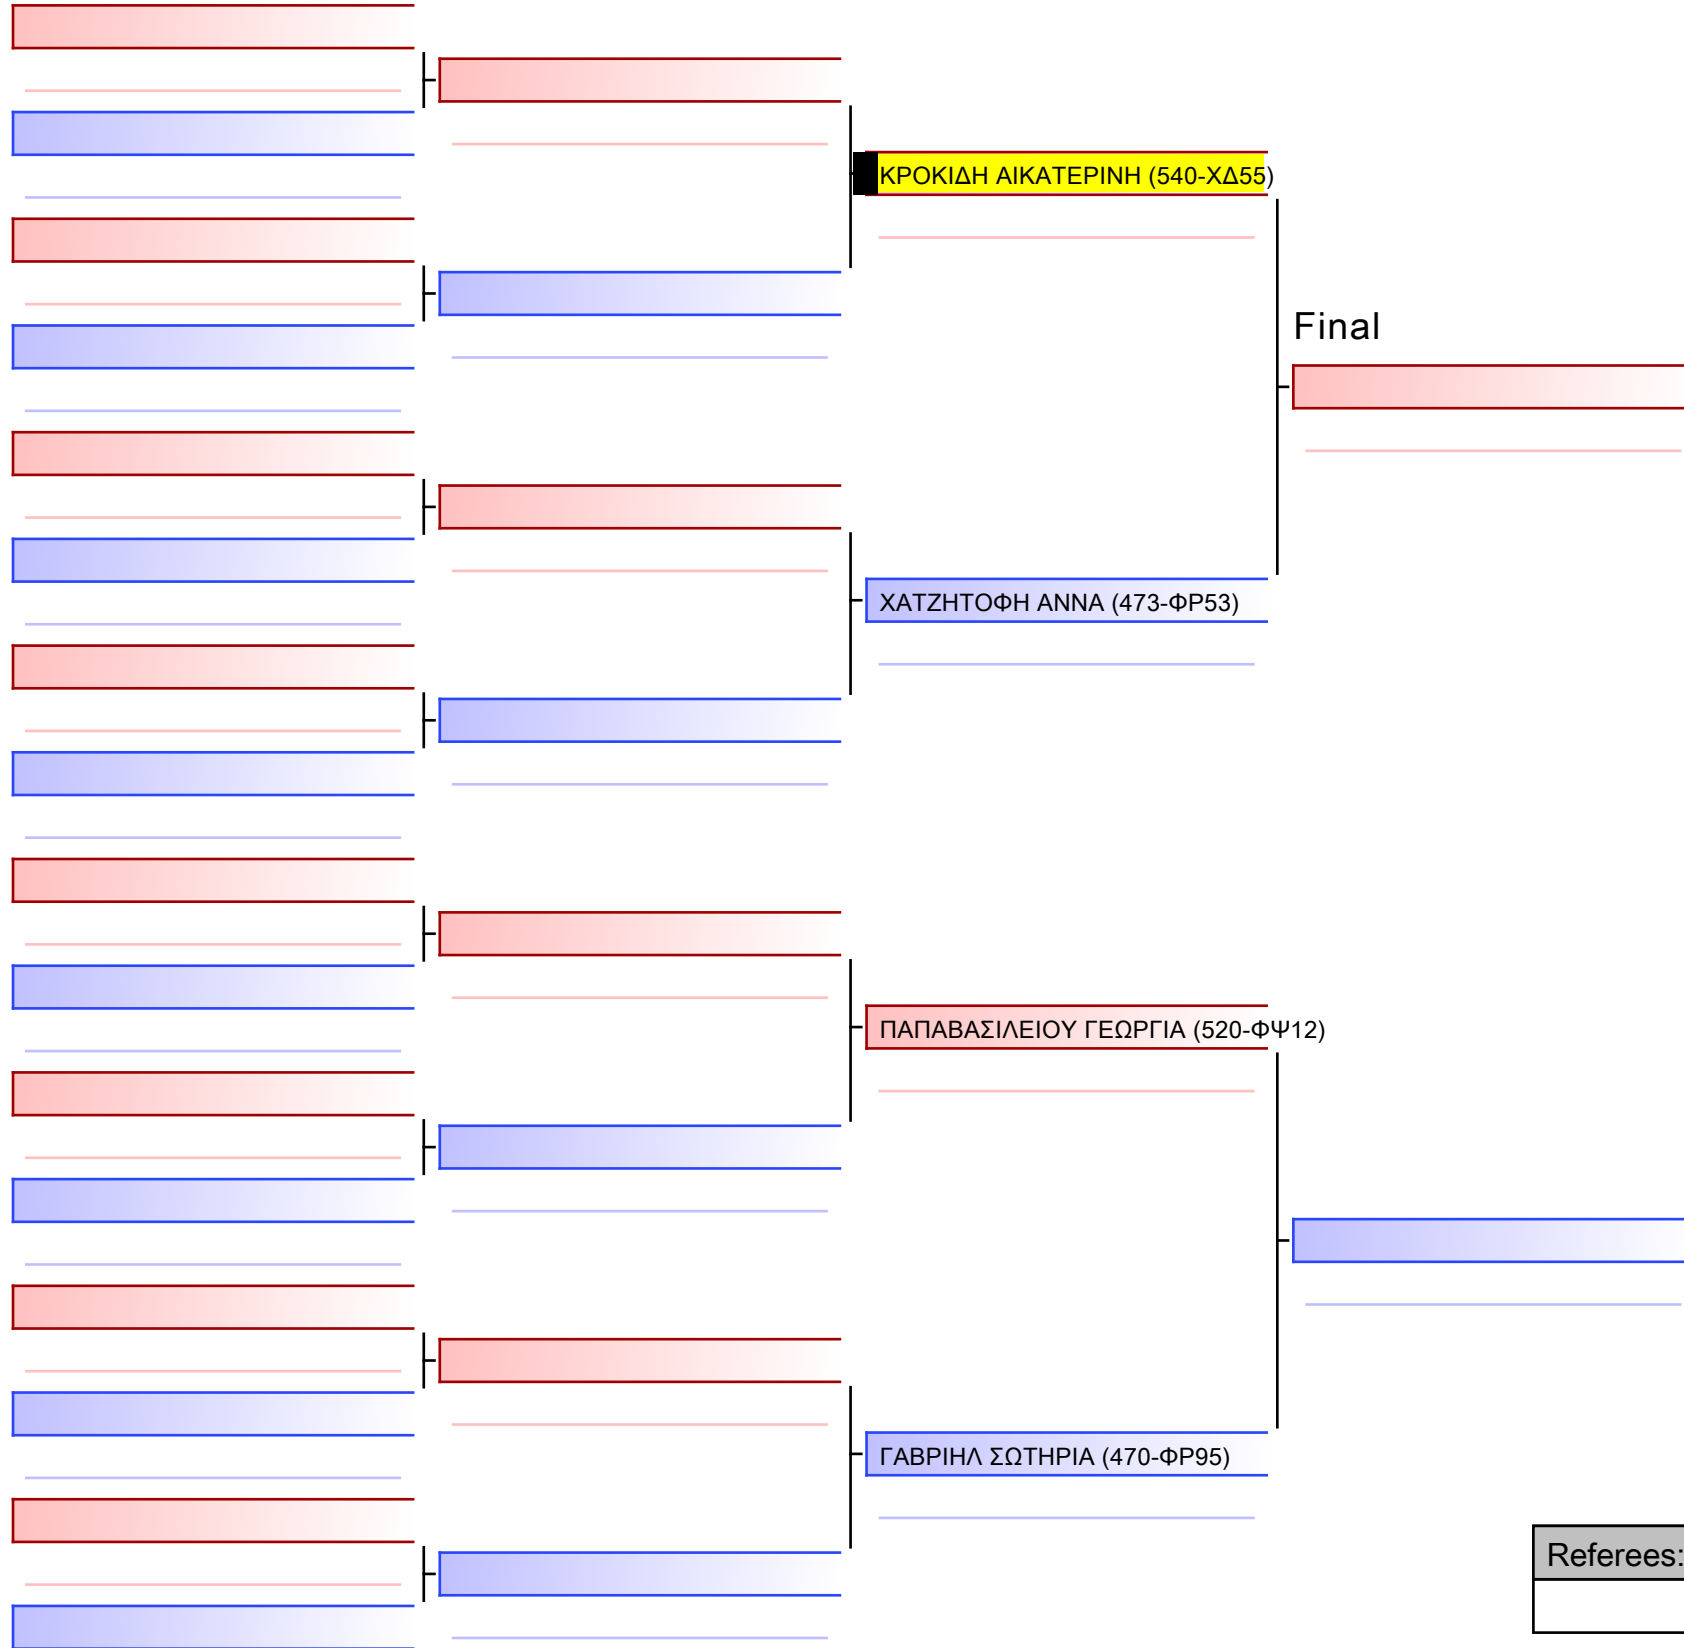 ΚΡΟΚΙΔΗ ΑΙΚΑΤΕΡΙΝΗ (540-ΧΔ55)
Final
ΧΑΤΖΗΤΟΦΗ ΑΝΝΑ (473-ΦΡ53)
ΠΑΠΑΒΑΣΙΛΕΙΟΥ ΓΕΩΡΓΙΑ (520-ΦΨ12)
ΓΑΒΡΙΗΛ ΣΩΤΗΡΙΑ (470-ΦΡ95)
Referees: